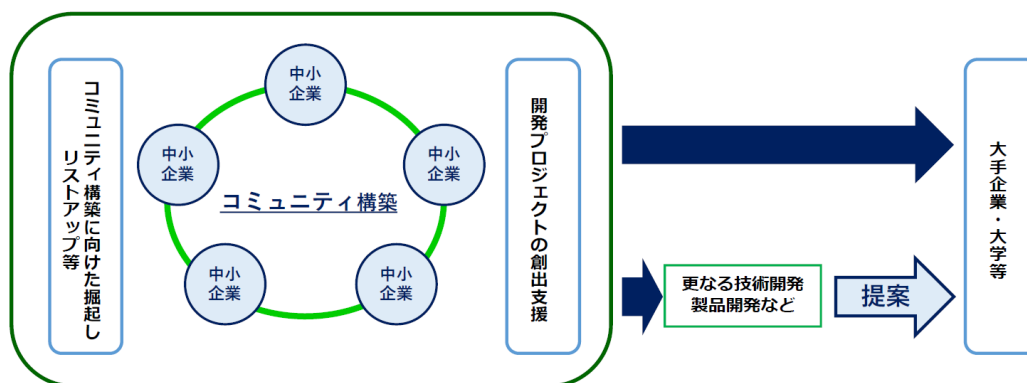 コミュニティ構築に向けた掘起し
リストアップ等
中小
企業
中小
企業
中小
企業
コミュニティ構築
中小
企業
中小
企業
開発プロジェクトの創出支援
更なる技術開発
製品開発など
提案
大手企業・大学等